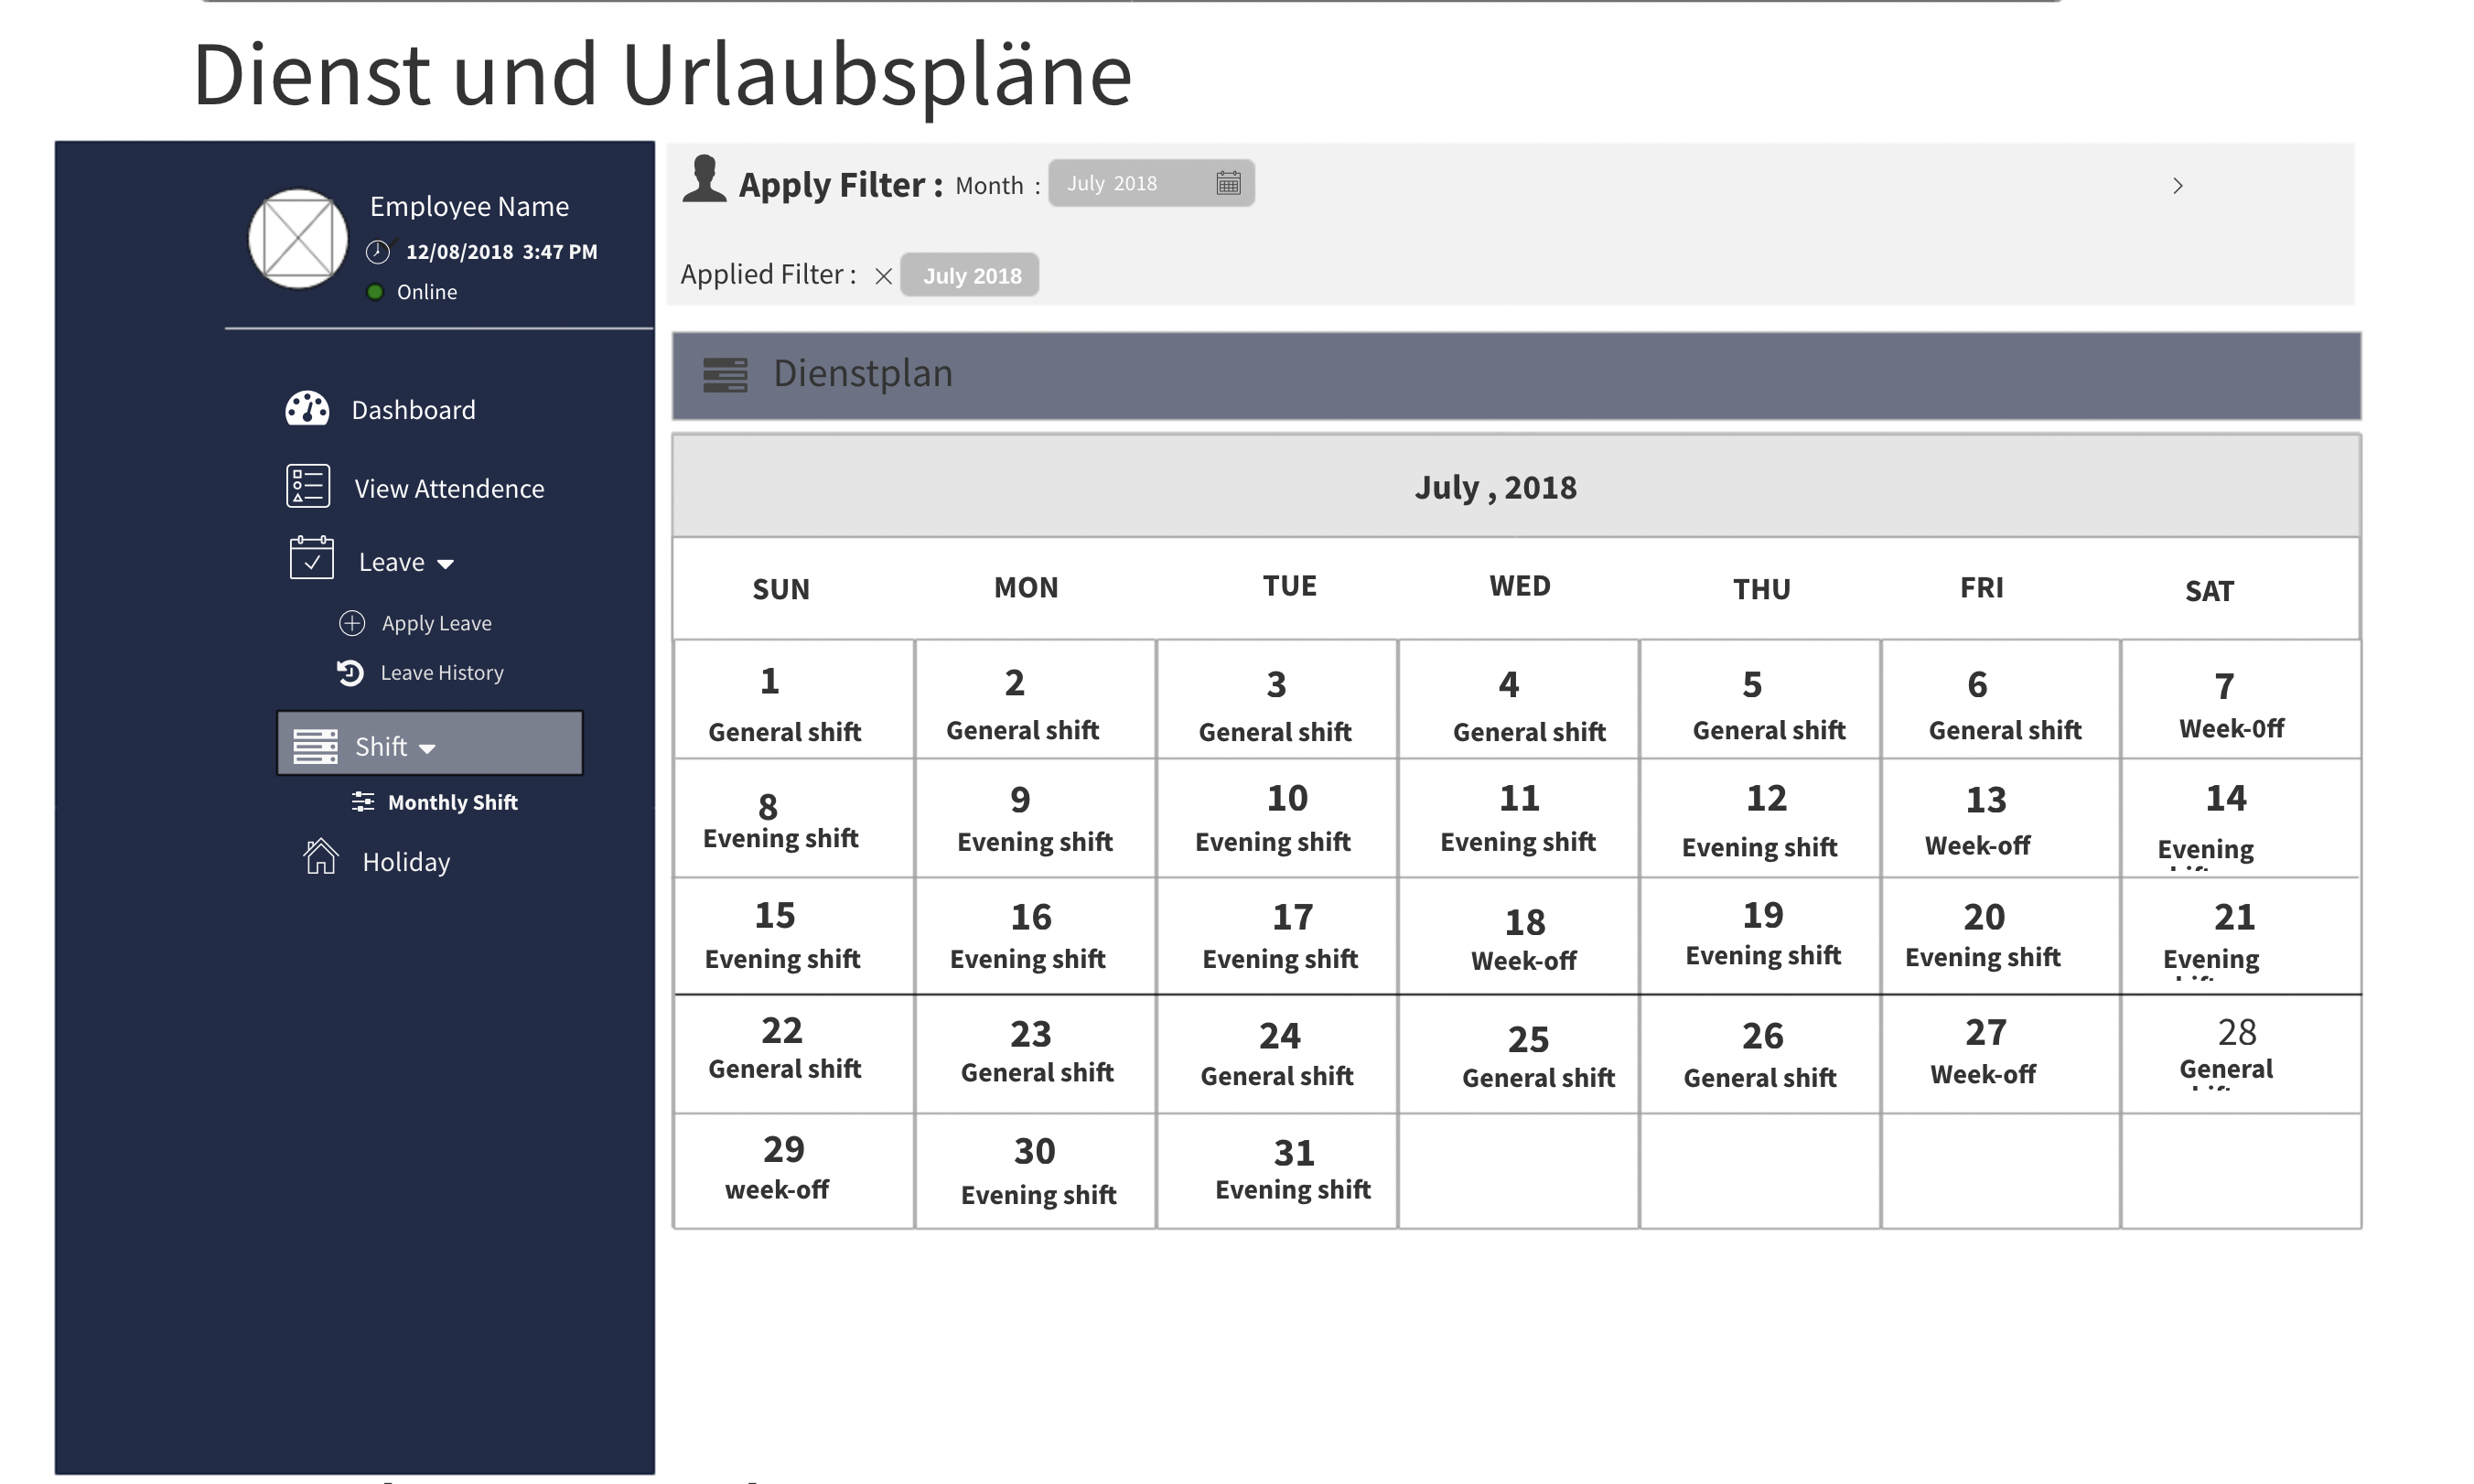 Dienst und Urlaubspläne
Employee Name
12/08/2018 3:47 PM
Online
Dashboard
View Attendence
Leave
Apply Leave
Leave History
Shift
Monthly Shift
Holiday
Apply Filter : Month : July 2018
Applied Filter : July 2018
Dienstplan
July , 2018
SUN MON TUE WED THU FRI SAT
1 2 3 4 5 6 7
General shift General shift General shift General shift General shift General shift Week-0ff
8 9 10 11 12 13 14
Evening shift Evening shift Evening shift Evening shift Evening shift Week-off Evening
15 16 17 18 19 20 21
Evening shift Evening shift Evening shift Week-off Evening shift Evening shift Evening
22 23 24 25 26 27 28
General shift General shift General shift General shift General shift Week-off General
29 30 31
week-off Evening shift Evening shift